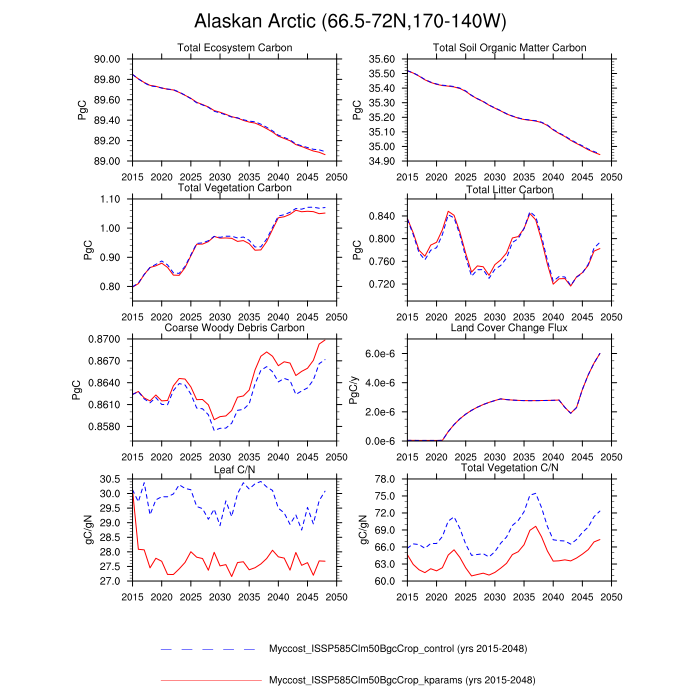 Alaskan Arctic (66.5-72N,170-140W)
Total Ecosystem Carbon
Total Soil Organic Matter Carbon
90.00
89.80
89.60
89.40
89.20
89.00
PgC
2015 2020 2025 2030 2035 2040 2045 2050
35.60
35.50
35.40
35.30
35.20
35.10
35.00
34.90
PgC
2015 2020 2025 2030 2035 2040 2045 2050
Total Vegetation Carbon
Total Litter Carbon
1.10
1.00
0.90
0.80
PgC
2015 2020 2025 2030 2035 2040 2045 2050
0.840
0.800
0.760
0.720
PgC
2015 2020 2025 2030 2035 2040 2045 2050
Coarse Woody Debris Carbon
Land Cover Change Flux
0.8700
0.8670
0.8640
0.8610
0.8580
PgC
2015 2020 2025 2030 2035 2040 2045 2050
6.0e-6
4.0e-6
2.0e-6
0.0e-6
PgC/y
2015 2020 2025 2030 2035 2040 2045 2050
Leaf C/N
Total Vegetation C/N
30.5
30.0
29.5
29.0
28.5
28.0
27.5
27.0
gC/gN
2015 2020 2025 2030 2035 2040 2045 2050
78.0
75.0
72.0
69.0
66.0
63.0
60.0
gC/gN
2015 2020 2025 2030 2035 2040 2045 2050
Myccost_ISSP585Clm50BgcCrop_control (yrs 2015-2048)
Myccost_ISSP585Clm50BgcCrop_kparams (yrs 2015-2048)